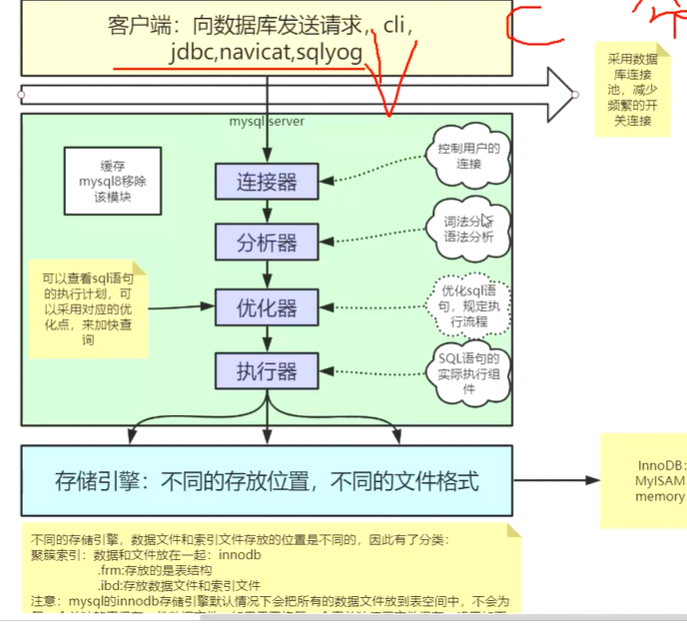 客户端：向数据库发送请求，cli，
jdbc,navicat,sqlyog
采用数据
库连接
池，减少
频繁的开
关连接
mysql server
缓存
mysql8移除
该模块
连接器
控制用户的
连接
分析器
词法分析
语法分析
可以查看sql语句
的执行计划，可
以采用对应的优
化点，来加快查
询
优化器
优化sql语
句，规定执
行流程
执行器
SQL语句的
实际执行组
件
存储引擎：不同的存放位置，不同的文件格式
InnoDB：
MyISAM
memory
不同的存储引擎，数据文件和索引文件存放的位置是不同的，因此有了分类：
聚簇索引：数据和文件放在一起：innodb
.frm:存放的是表结构
.ibd:存放数据文件和索引文件
注意：mysql的innodb存储引擎默认情况下会把所有的数据文件放到表空间中，不会为